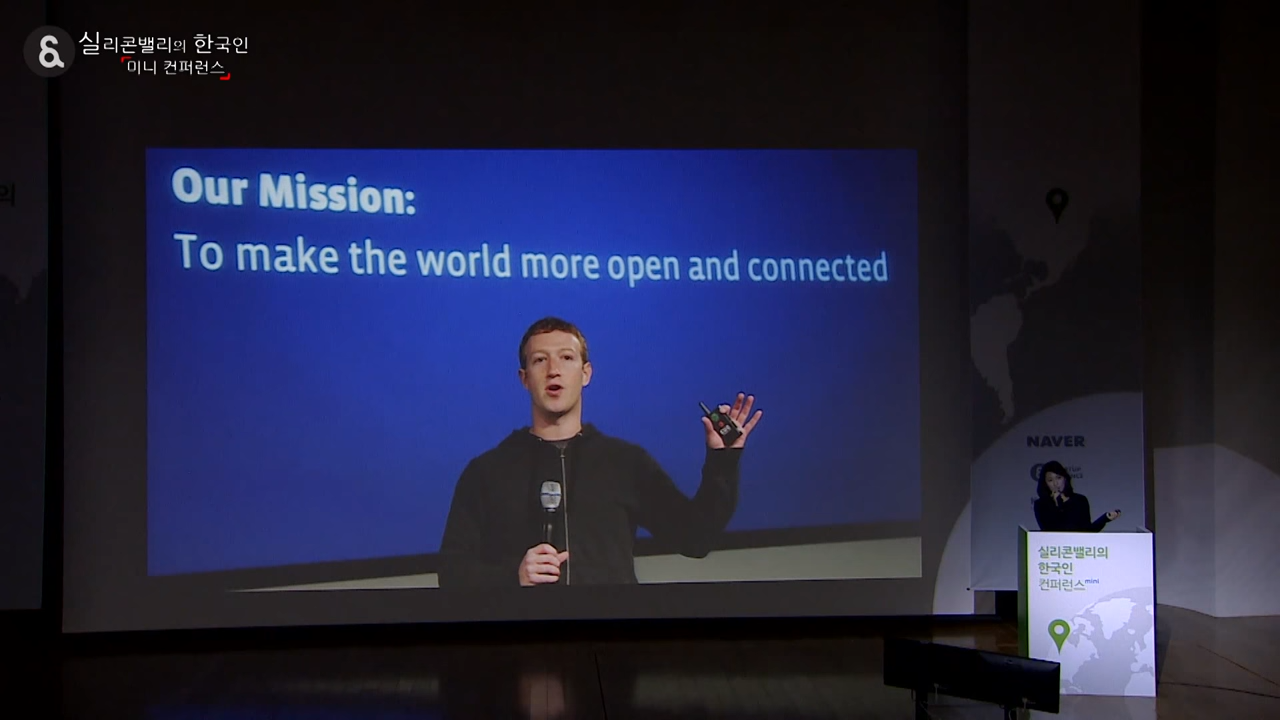 실리콘밸리의 한국인
미니 컨퍼런스
Our Mission:
To make the world more open and connected
의
NAVER
실리콘밸리의
한국인
컨퍼런스mini